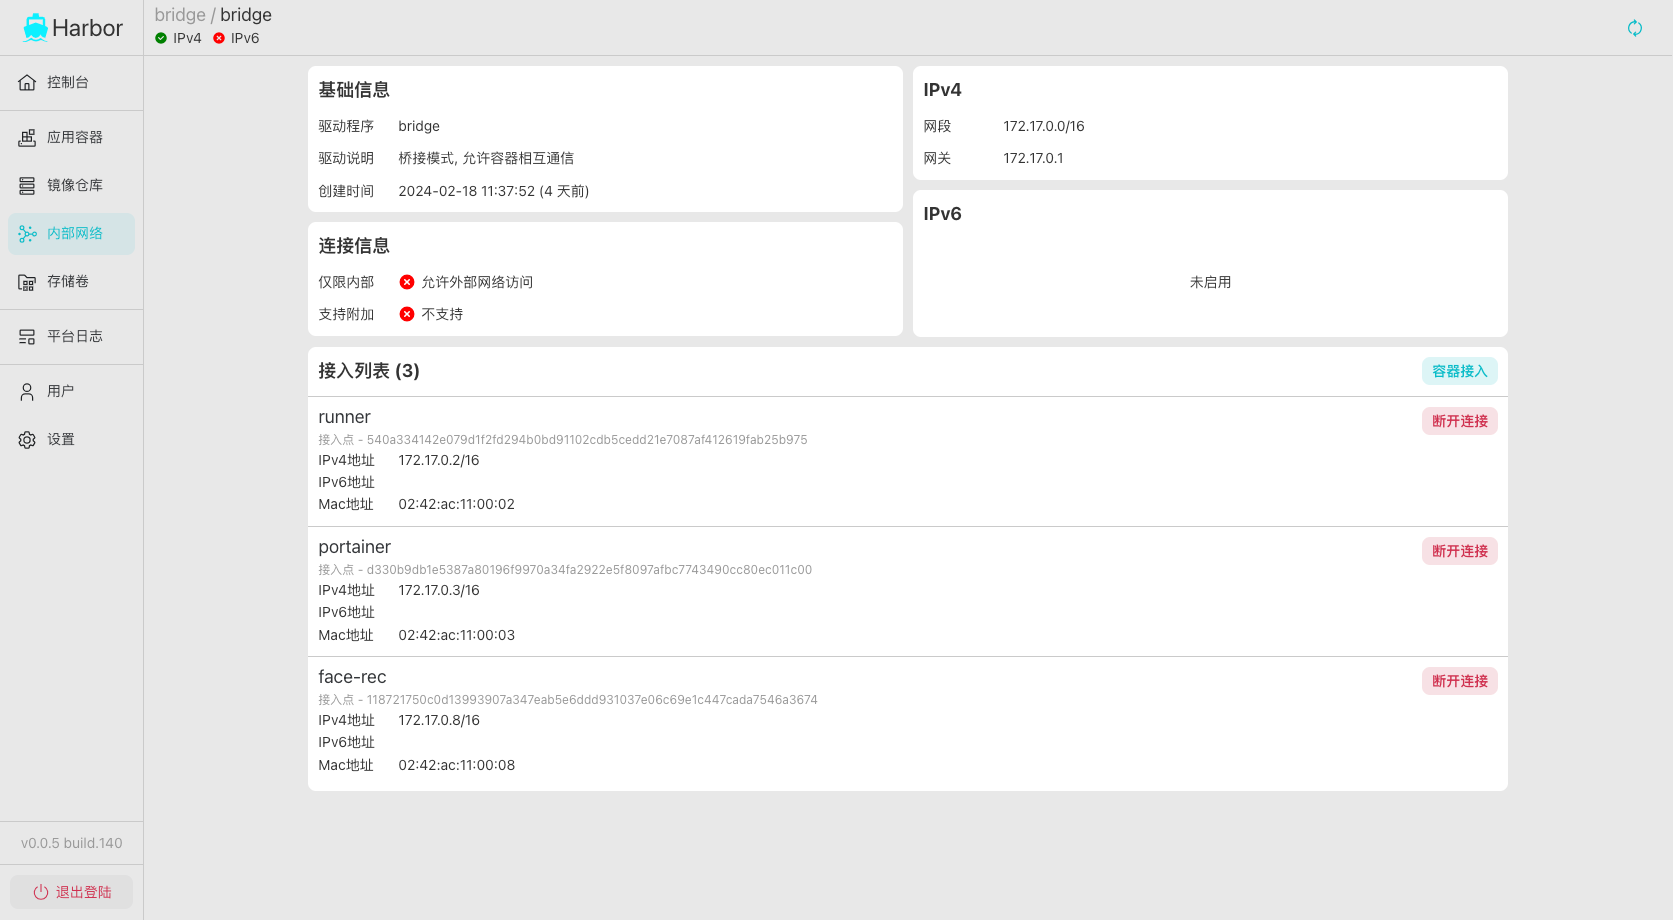 Harbor
bridge / bridge
IPv4 IPv6
控制台
应用容器
镜像仓库
内部网络
存储卷
平台日志
用户
设置
v0.0.5 build.140
退出登陆
基础信息
驱动程序 bridge
驱动说明 桥接模式, 允许容器相互通信
创建时间 2024-02-18 11:37:52 (4 天前)
连接信息
仅限内部 允许外部网络访问
支持附加 不支持
IPv4
网段 172.17.0.0/16
网关 172.17.0.1
IPv6
未启用
接入列表 (3) 容器接入
runner 断开连接
接入点 - 540a334142e079d1f2fd294b0bd91102cdb5cedd21e7087af412619fab25b975
IPv4地址 172.17.0.2/16
IPv6地址
Mac地址 02:42:ac:11:00:02
portainer 断开连接
接入点 - d330b9db1e5387a80196f9970a34fa2922e5f8097afbc7743490cc80ec011c00
IPv4地址 172.17.0.3/16
IPv6地址
Mac地址 02:42:ac:11:00:03
face-rec 断开连接
接入点 - 118721750c0d13993907a347eab5e6ddd931037e06c69e1c447cada7546a3674
IPv4地址 172.17.0.8/16
IPv6地址
Mac地址 02:42:ac:11:00:08